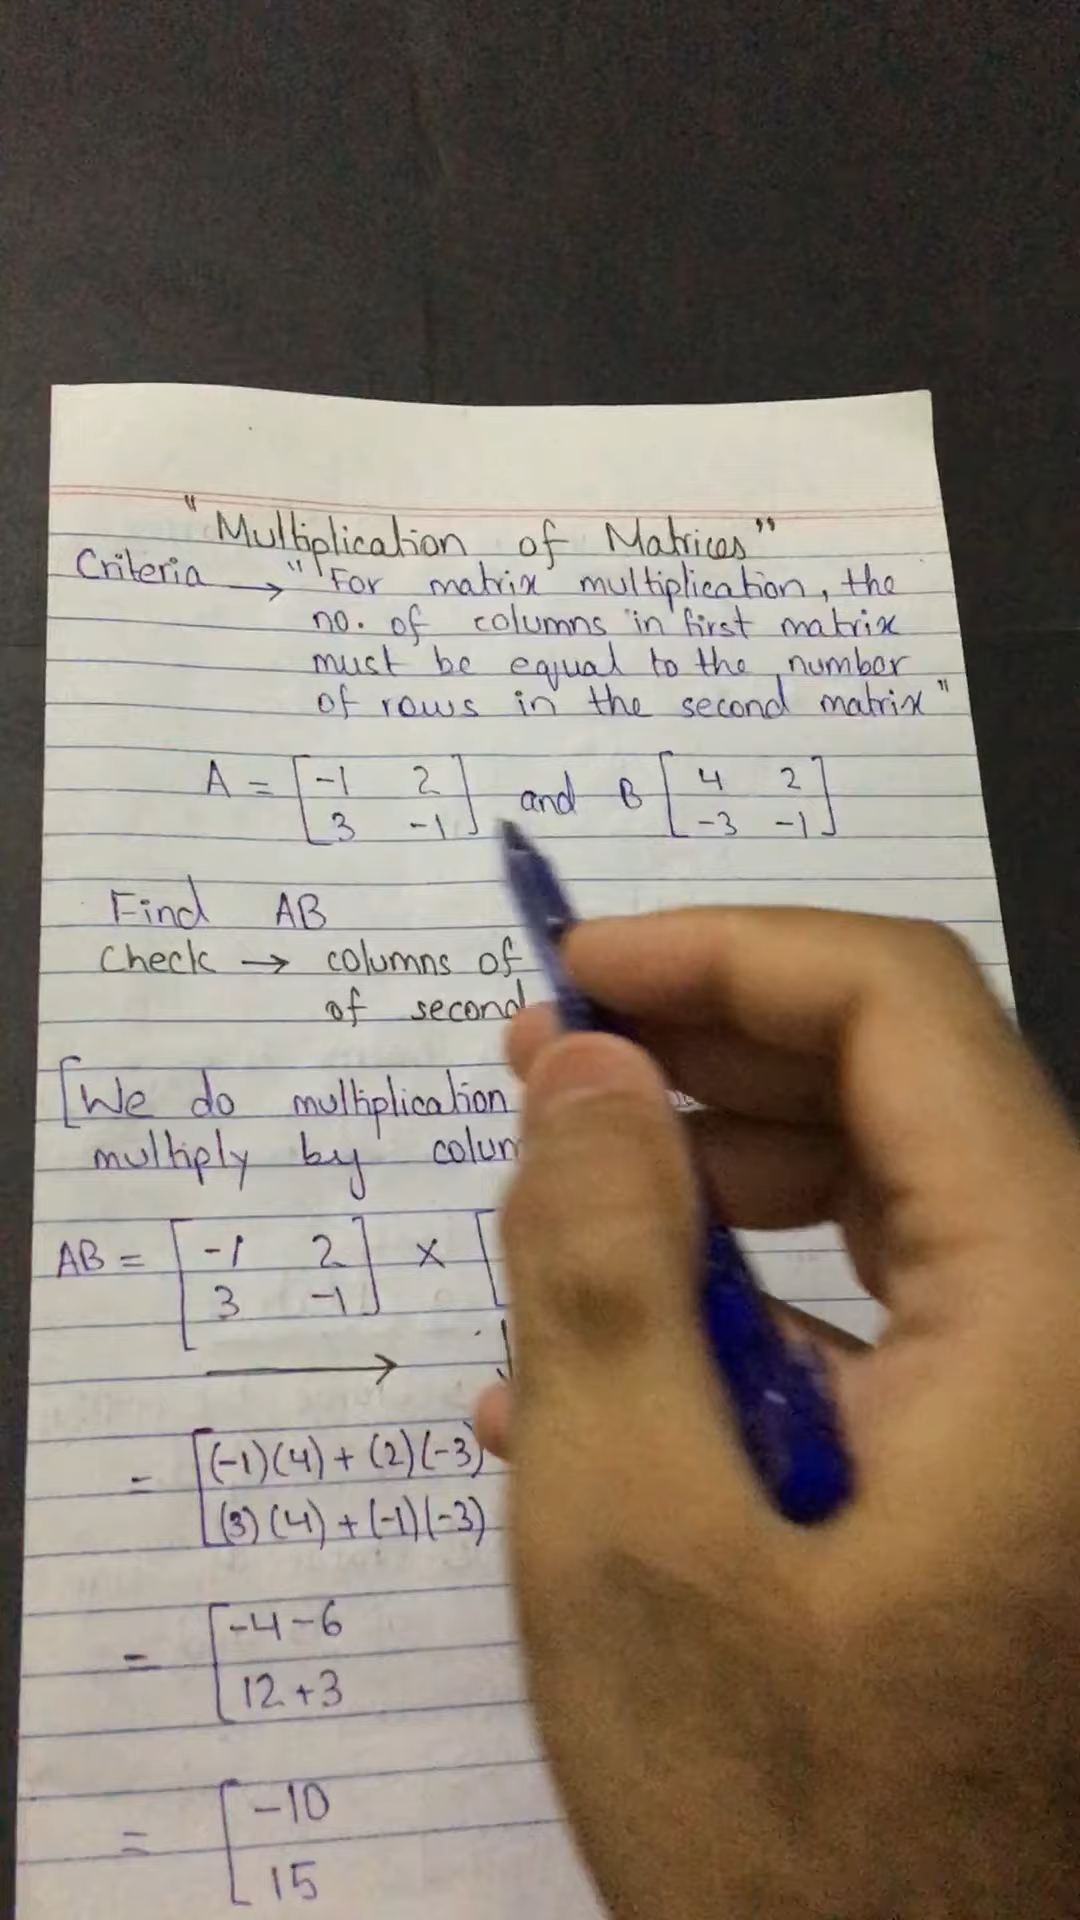 "Multiplication of Matrices"
Criteria → "For matrix multiplication, the
no. of columns in first matrix
must be equal to the number
of rows in the second matrix"
A = [-1 2] and B [4 2]
[3 -1] [-3 -1]
Find AB
Check → columns of
of second
[We do multiplication
multiply by
AB = [-1 2] × [
[3 -1]
= [(-1)(4) + (2)(-3)
[(3)(4) + (-1)(-3)
= [-4-6
[12+3
= [-10
[15